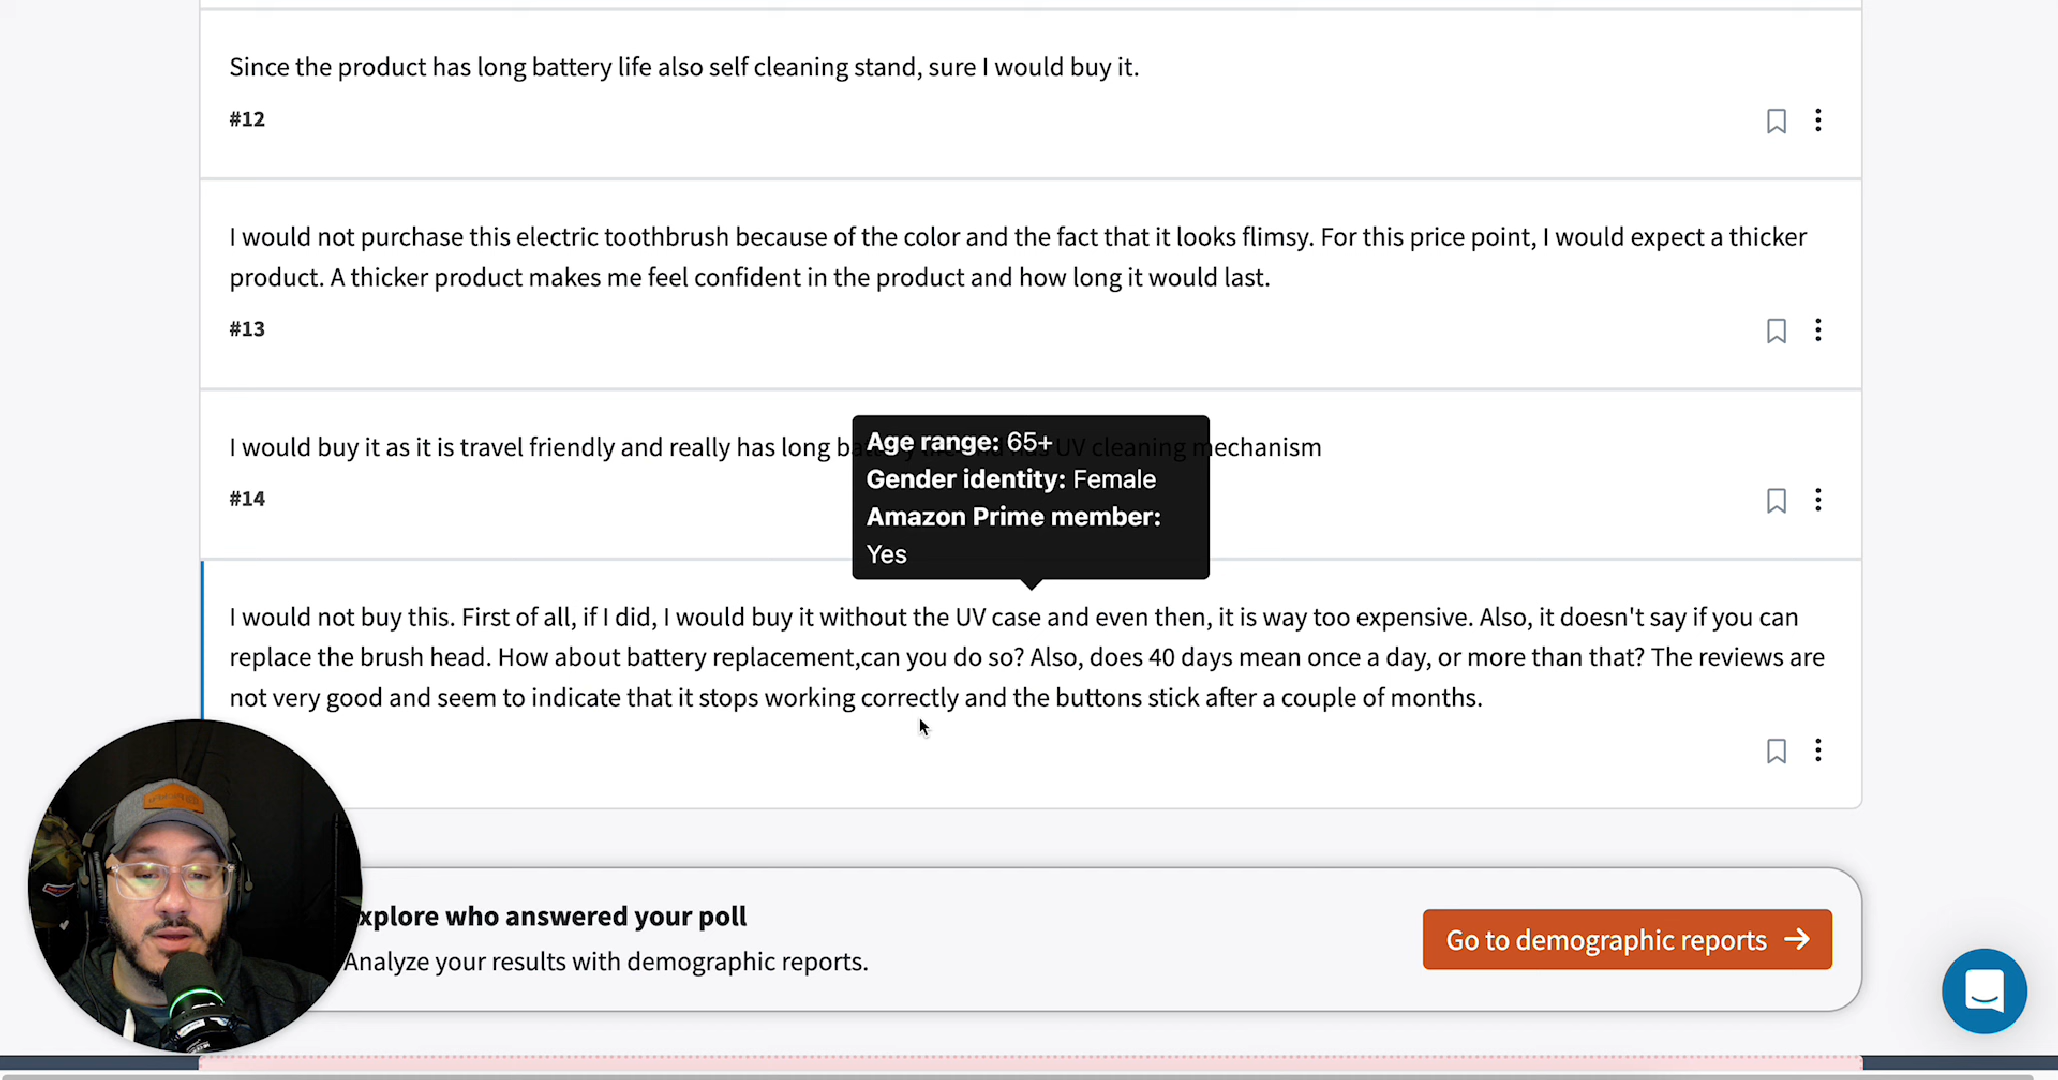 Since the product has long battery life also self cleaning stand, sure I would buy it.
#12
I would not purchase this electric toothbrush because of the color and the fact that it looks flimsy. For this price point, I would expect a thicker
product. A thicker product makes me feel confident in the product and how long it would last.
#13
I would buy it as it is travel friendly and really has long UV cleaning mechanism
#14
Age range: 65+
Gender identity: Female
Amazon Prime member:
Yes
I would not buy this. First of all, if I did, I would buy it without the UV case and even then, it is way too expensive. Also, it doesn't say if you can
replace the brush head. How about battery replacement,can you do so? Also, does 40 days mean once a day, or more than that? The reviews are
not very good and seem to indicate that it stops working correctly and the buttons stick after a couple of months.
xplore who answered your poll
Analyze your results with demographic reports.
Go to demographic reports